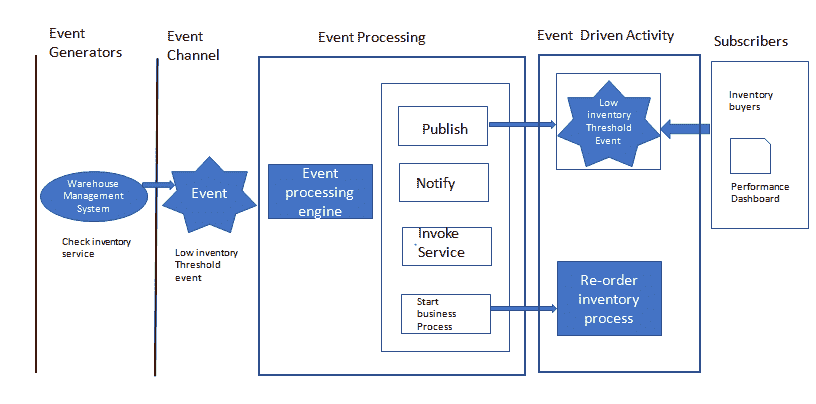 Event
Generators
Event
Channel
Event Processing
Event Driven Activity
Subscribers
Warehouse
Management
System
Check inventory
service
Event
Low inventory
Threshold
event
Event
processing
engine
Publish
Notify
Invoke
Service
Start
business
Process
Low
inventory
Threshold
Event
Re-order
inventory
process
Inventory
buyers
Performance
Dashboard